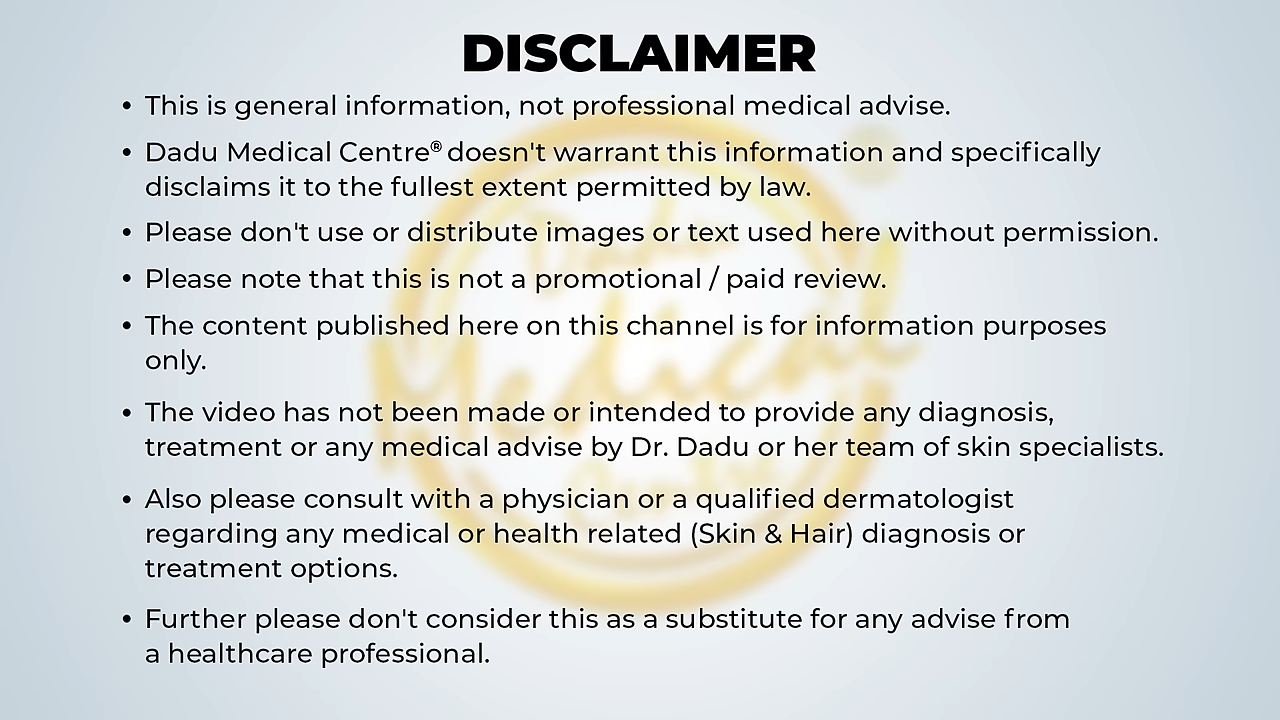 DISCLAIMER
• This is general information, not professional medical advise.
• Dadu Medical Centre® doesn't warrant this information and specifically
disclaims it to the fullest extent permitted by law.
• Please don't use or distribute images or text used here without permission.
• Please note that this is not a promotional / paid review.
• The content published here on this channel is for information purposes
only.
• The video has not been made or intended to provide any diagnosis,
treatment or any medical advise by Dr. Dadu or her team of skin specialists.
• Also please consult with a physician or a qualified dermatologist
regarding any medical or health related (Skin & Hair) diagnosis or
treatment options.
• Further please don't consider this as a substitute for any advise from
a healthcare professional.